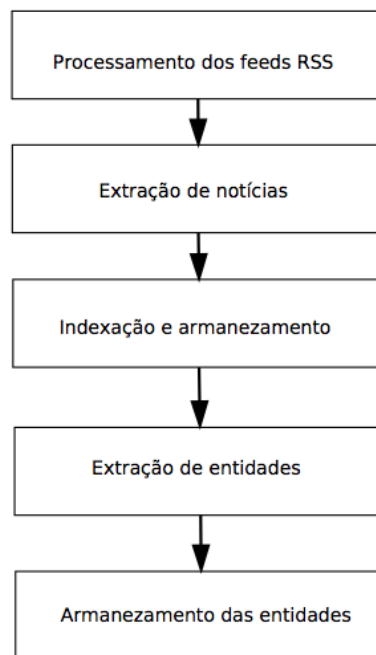 Processamento dos feeds RSS
Extração de notícias
Indexação e armanezamento
Extração de entidades
Armanezamento das entidades